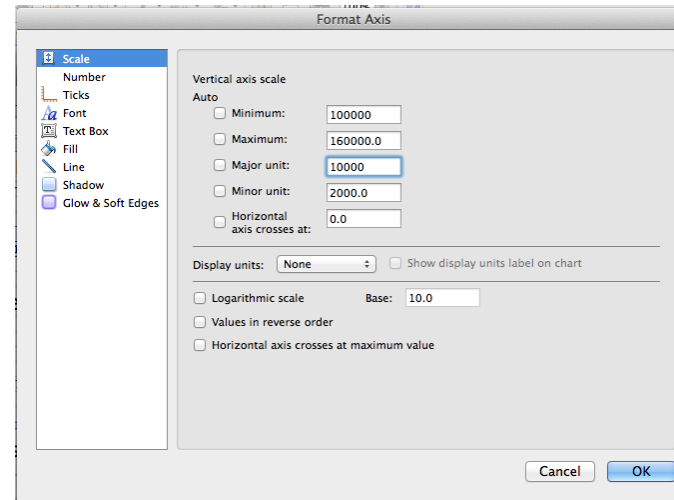 Format Axis
Scale
Number
Ticks
Font
Text Box
Fill
Line
Shadow
Glow & Soft Edges
Vertical axis scale
Auto
Minimum: 100000
Maximum: 160000.0
Major unit: 10000
Minor unit: 2000.0
Horizontal
axis crosses at: 0.0
Display units: None Show display units label on chart
Logarithmic scale Base: 10.0
Values in reverse order
Horizontal axis crosses at maximum value
Cancel OK